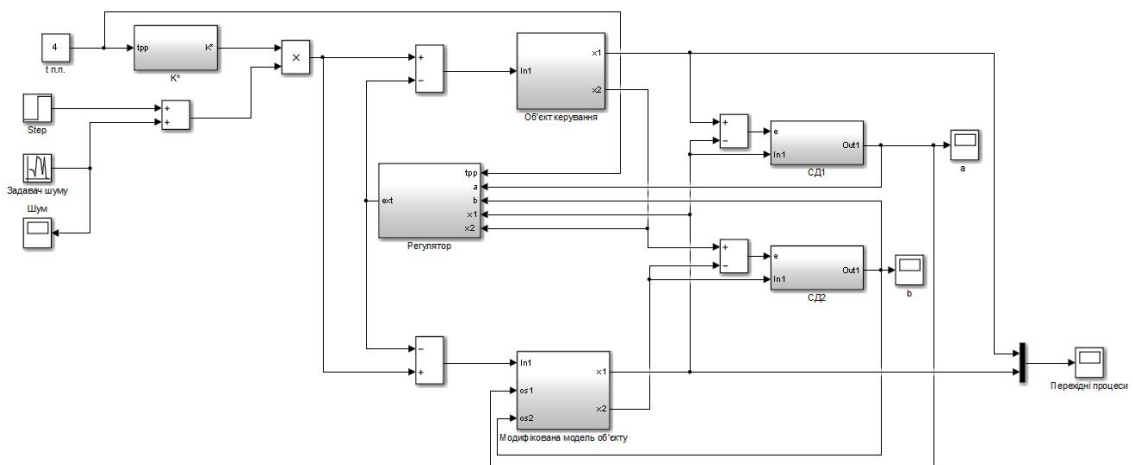 4
t п.п.
tpp
K*
K*
×
+
+
Step
Задавач шуму
Шум
+
−
In1
x1
x2
Об'єкт керування
+
−
e
In1
Out1
СД1
a
tpp
a
b
x1
x2
ext
Регулятор
+
−
e
In1
Out1
СД2
b
−
+
In1
os1
os2
x1
x2
Модифікована модель об'єкту
Перехідні процеси